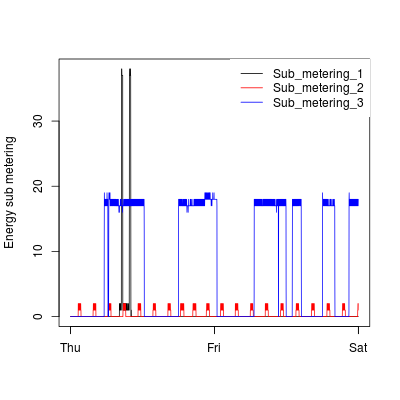 Sub_metering_1
Sub_metering_2
Sub_metering_3
Energy sub metering
30
20
10
0
Thu Fri Sat